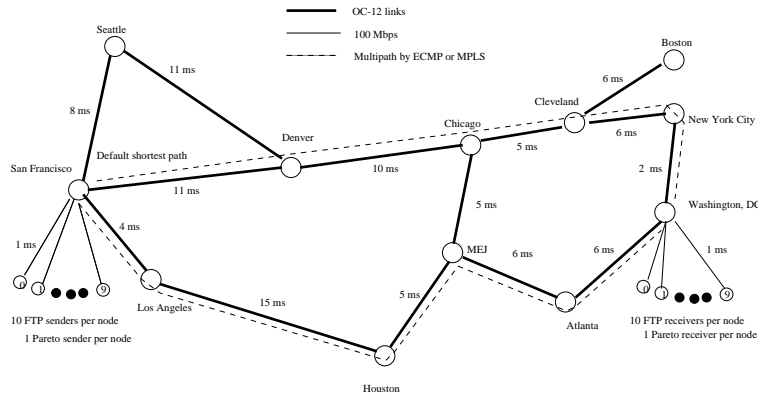 OC-12 links
100 Mbps
Multipath by ECMP or MPLS
Seattle
Boston
11 ms
6 ms
Cleveland
8 ms
Chicago
New York City
Denver
6 ms
5 ms
Default shortest path
10 ms
2 ms
San Francisco
11 ms
Washington, DC
5 ms
4 ms
1 ms
MEJ
6 ms
6 ms
1 ms
0
1
9
Los Angeles
15 ms
5 ms
0
1
9
10 FTP senders per node
1 Pareto sender per node
Atlanta
10 FTP receivers per node
1 Pareto receiver per node
Houston